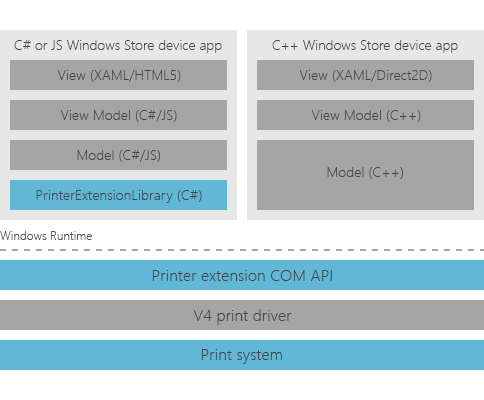 C# or JS Windows Store device app
View (XAML/HTML5)
View Model (C#/JS)
Model (C#/JS)
PrinterExtensionLibrary (C#)
C++ Windows Store device app
View (XAML/Direct2D)
View Model (C++)
Model (C++)
Windows Runtime
Printer extension COM API
V4 print driver
Print system